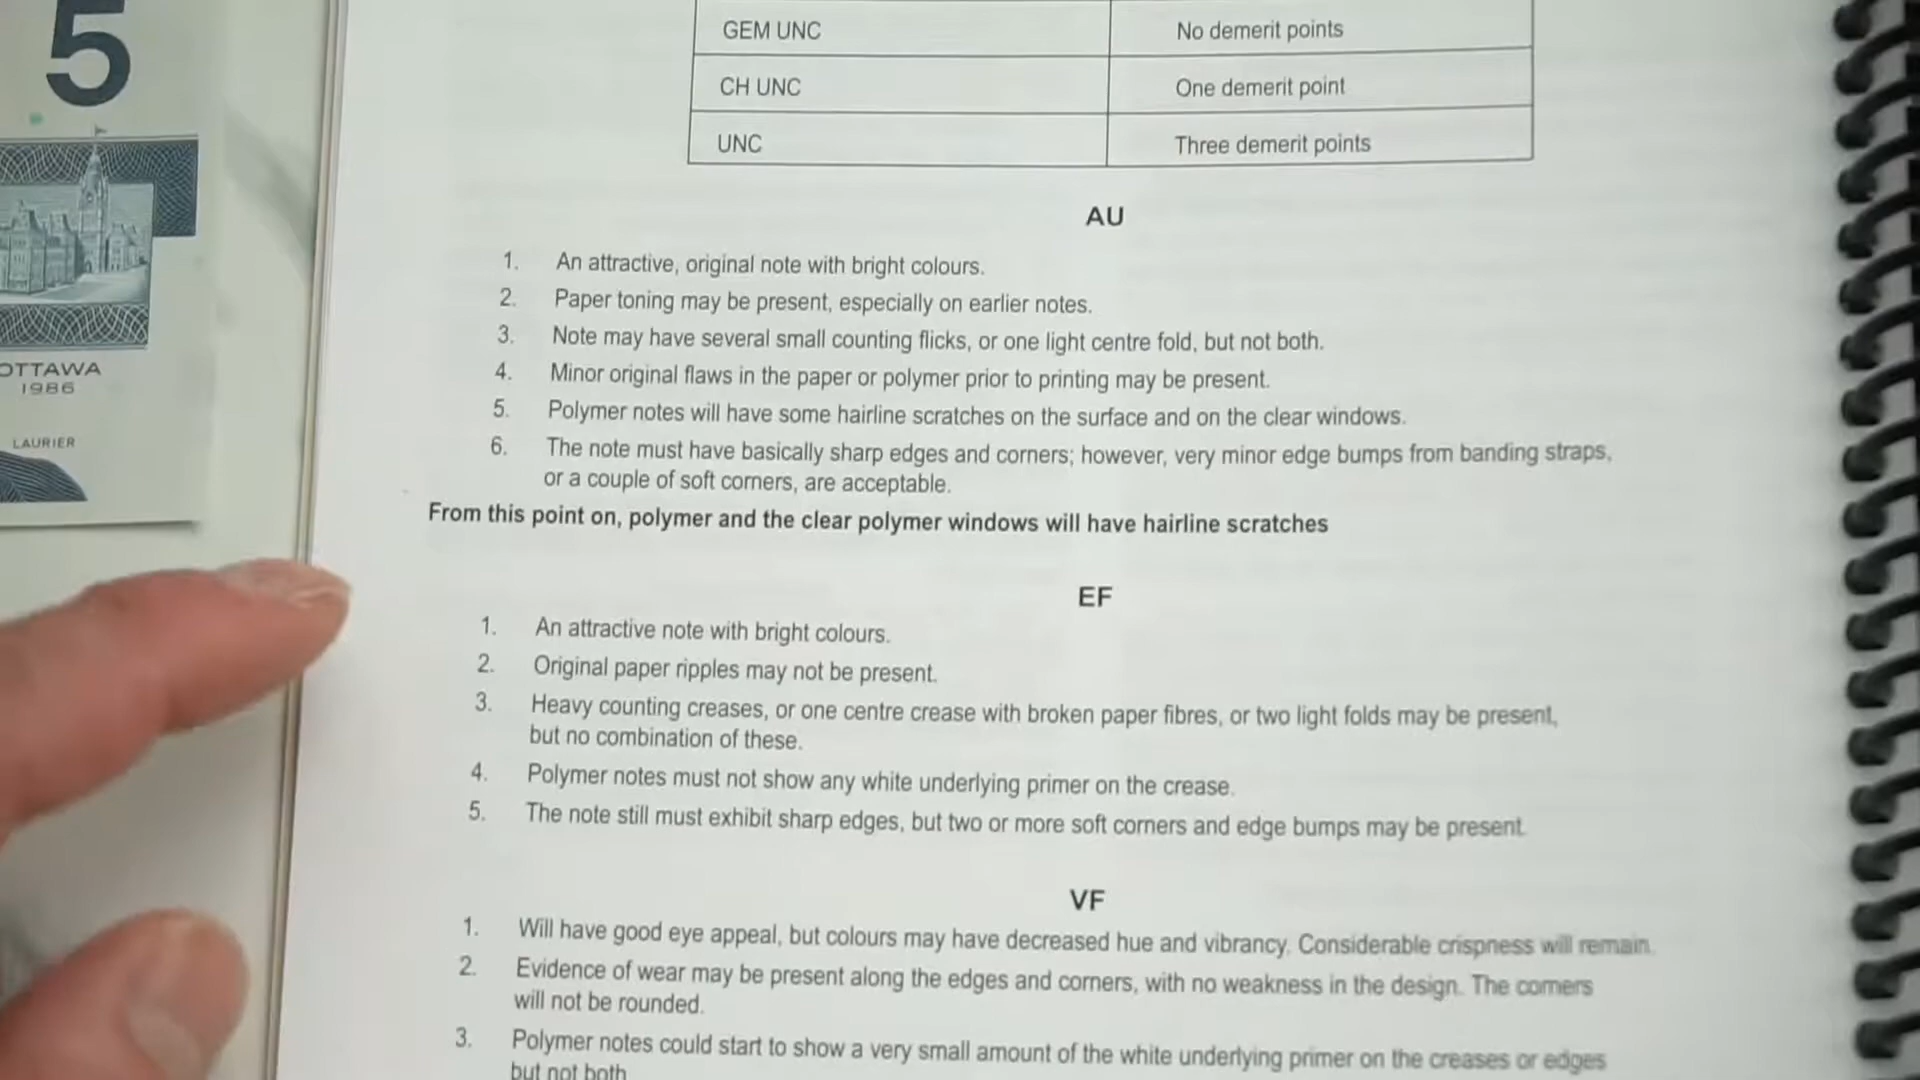 5
OTTAWA
1986
LAURIER
GEM UNC No demerit points
CH UNC One demerit point
UNC Three demerit points
AU
1. An attractive, original note with bright colours.
2. Paper toning may be present, especially on earlier notes.
3. Note may have several small counting flicks, or one light centre fold, but not both.
4. Minor original flaws in the paper or polymer prior to printing may be present.
5. Polymer notes will have some hairline scratches on the surface and on the clear windows.
6. The note must have basically sharp edges and corners; however, very minor edge bumps from banding straps,
or a couple of soft corners, are acceptable.
From this point on, polymer and the clear polymer windows will have hairline scratches
EF
1. An attractive note with bright colours.
2. Original paper ripples may not be present.
3. Heavy counting creases, or one centre crease with broken paper fibres, or two light folds may be present,
but no combination of these.
4. Polymer notes must not show any white underlying primer on the crease.
5. The note still must exhibit sharp edges, but two or more soft corners and edge bumps may be present.
VF
1. Will have good eye appeal, but colours may have decreased hue and vibrancy. Considerable crispness will remain.
2. Evidence of wear may be present along the edges and corners, with no weakness in the design. The corners
will not be rounded.
3. Polymer notes could start to show a very small amount of the white underlying primer on the creases or edges
but not both